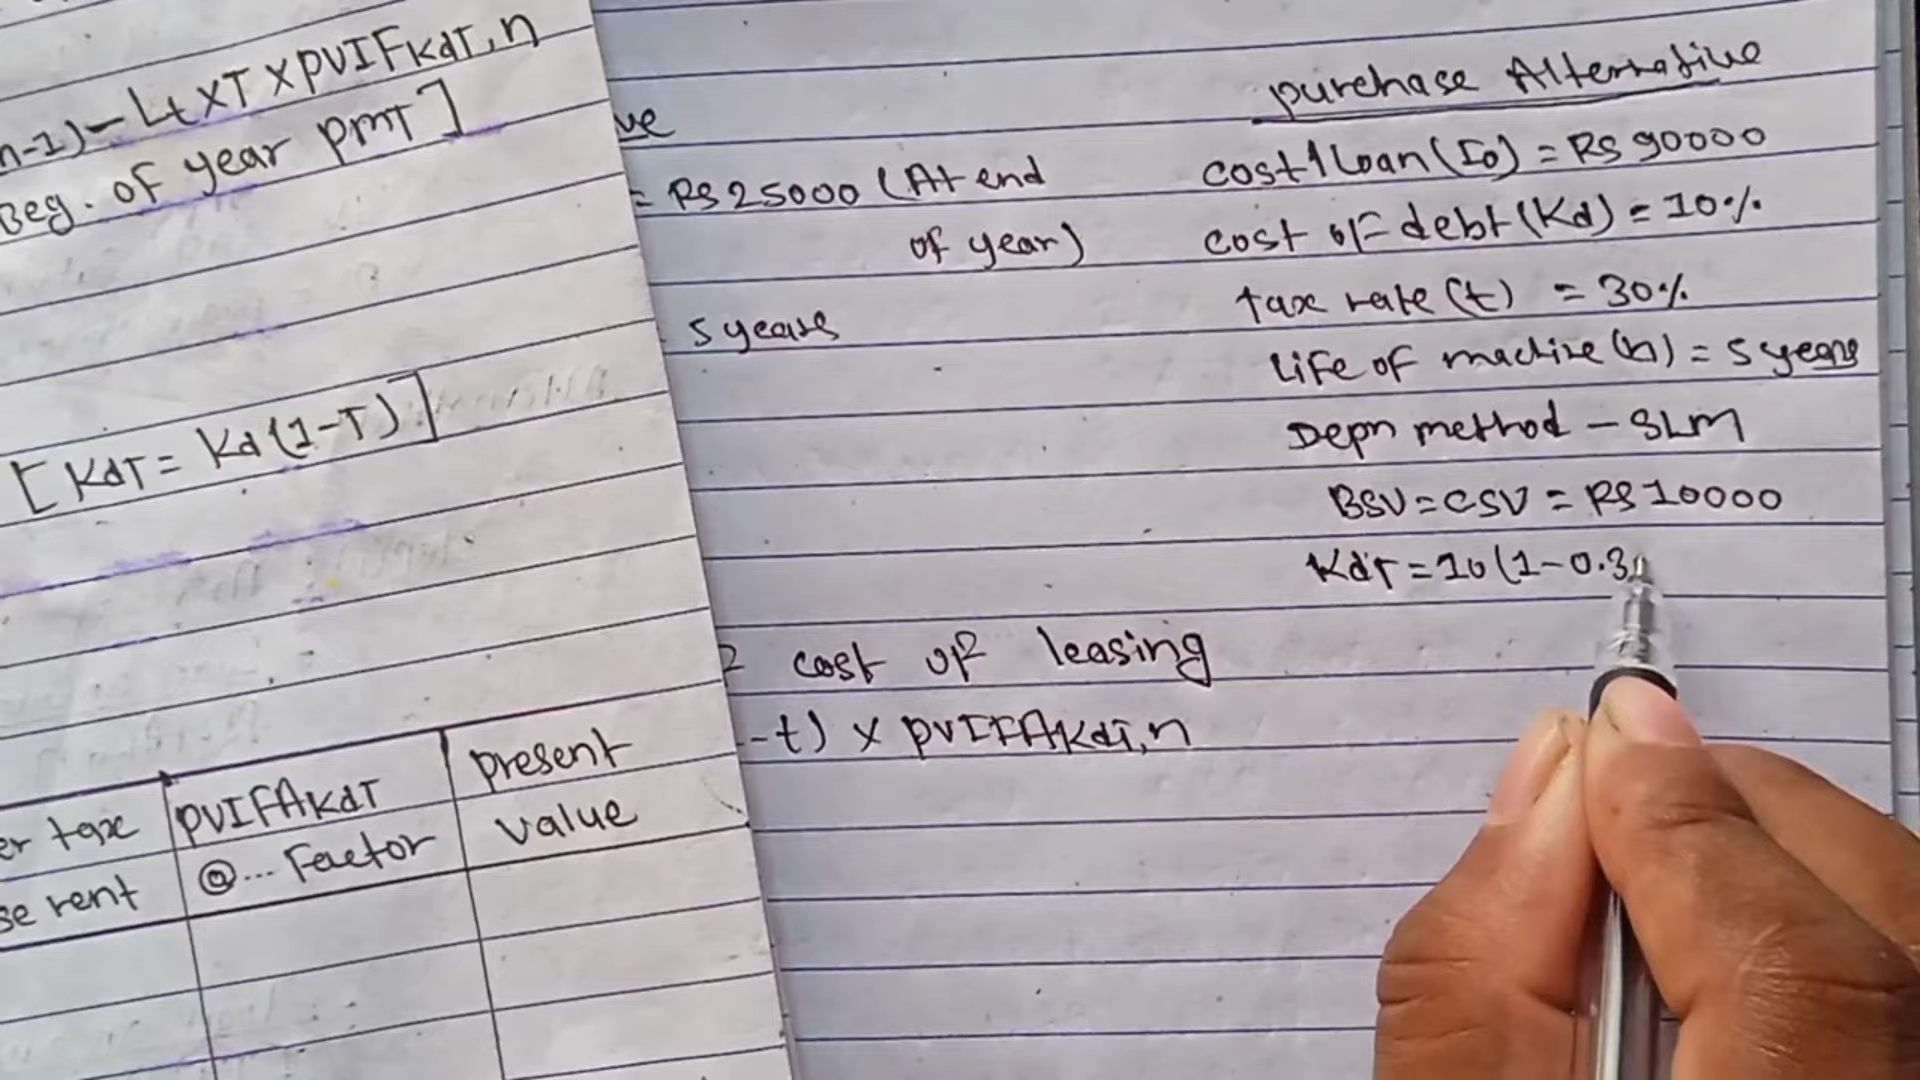 n-1)- Lt XT X PVIFKdT, n
Beg. of year pmt]
[KdT = Kd(1-T)]
er tax
se rent
PVIFAKdT
@... Factor
present
value
ve
= RS 25000 (At end
of year)
5 years
2 cost of leasing
-t) x PVIFAKdT,n
purchase Alternative
cost/loan (I0) = RS 90000
cost of debt (Kd) = 10%
tax rate (t) = 30%
Life of machine (n) = 5 years
Depn method - SLM
BSV = CSV = RS 10000
KdT = 10 (1-0.3